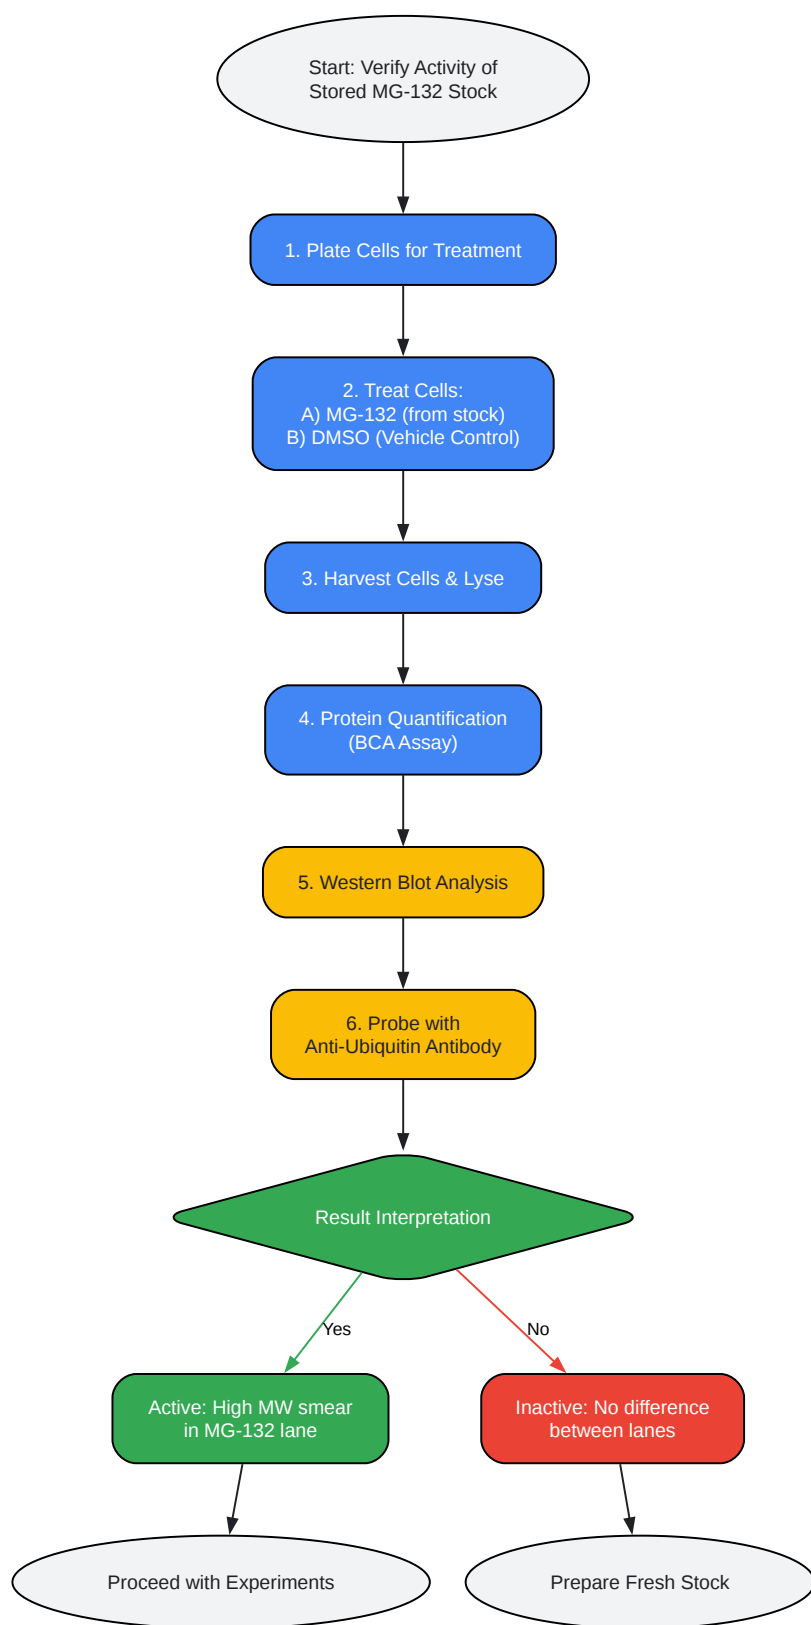 Start: Verify Activity of
Stored MG-132 Stock
1. Plate Cells for Treatment
2. Treat Cells:
A) MG-132 (from stock)
B) DMSO (Vehicle Control)
3. Harvest Cells & Lyse
4. Protein Quantification
(BCA Assay)
5. Western Blot Analysis
6. Probe with
Anti-Ubiquitin Antibody
Result Interpretation
Yes
No
Active: High MW smear
in MG-132 lane
Inactive: No difference
between lanes
Proceed with Experiments
Prepare Fresh Stock